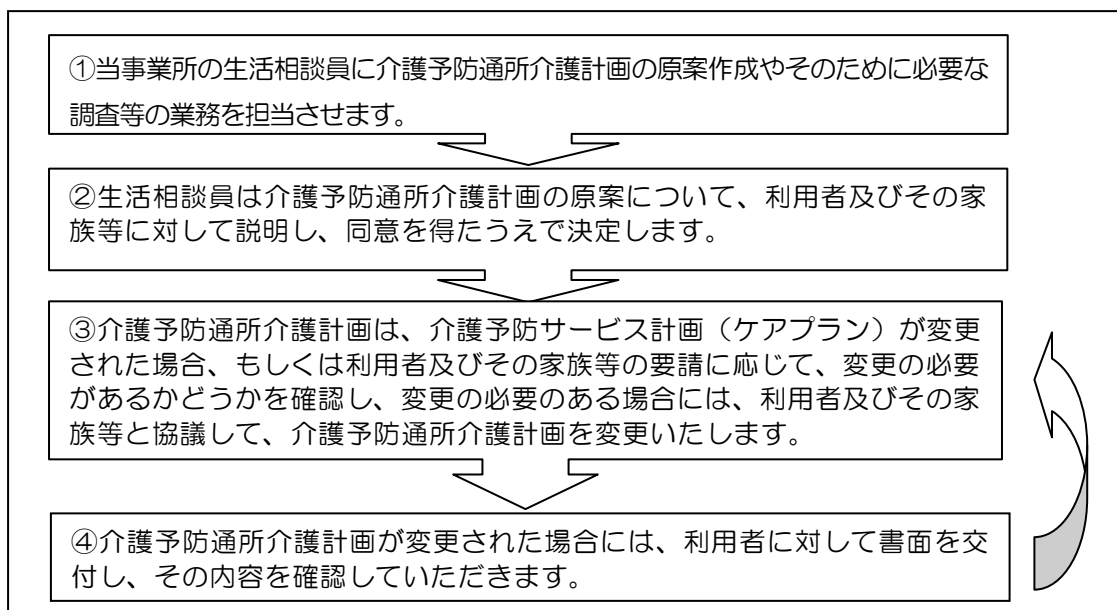 ①当事業所の生活相談員に介護予防通所介護計画の原案作成やそのために必要な
調査等の業務を担当させます。
②生活相談員は介護予防通所介護計画の原案について、利用者及びその家
族等に対して説明し、同意を得たうえで決定します。
③介護予防通所介護計画は、介護予防サービス計画（ケアプラン）が変更
された場合、もしくは利用者及びその家族等の要請に応じて、変更の必要
があるかどうかを確認し、変更の必要のある場合には、利用者及びその家
族等と協議して、介護予防通所介護計画を変更いたします。
④介護予防通所介護計画が変更された場合には、利用者に対して書面を交
付し、その内容を確認していただきます。